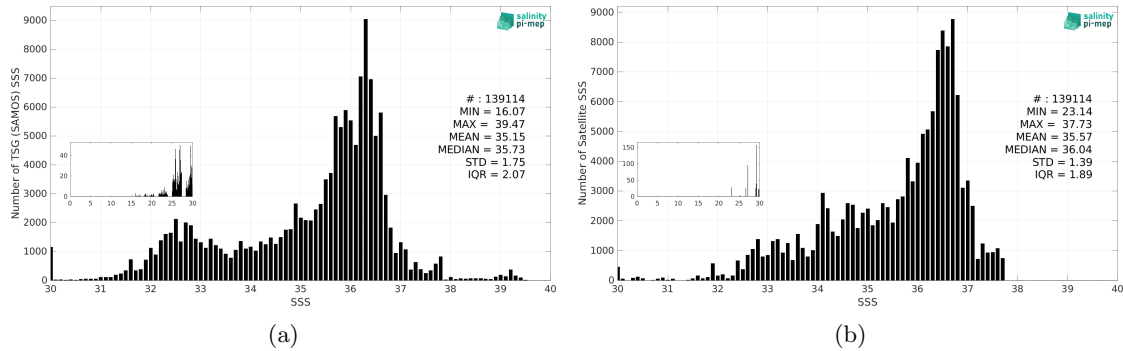 salinity
pi-mep
9000
8000
7000
6000
5000
4000
3000
2000
1000
0
Number of TSG (SAMOS) SSS
# : 139114
MIN = 16.07
MAX = 39.47
MEAN = 35.15
MEDIAN = 35.73
STD = 1.75
IQR = 2.07
40
20
0
0 5 10 15 20 25 30
30 31 32 33 34 35 36 37 38 39 40
SSS
(a)
salinity
pi-mep
9000
8000
7000
6000
5000
4000
3000
2000
1000
0
Number of Satellite SSS
# : 139114
MIN = 23.14
MAX = 37.73
MEAN = 35.57
MEDIAN = 36.04
STD = 1.39
IQR = 1.89
150
100
50
0
0 5 10 15 20 25 30
30 31 32 33 34 35 36 37 38 39 40
SSS
(b)